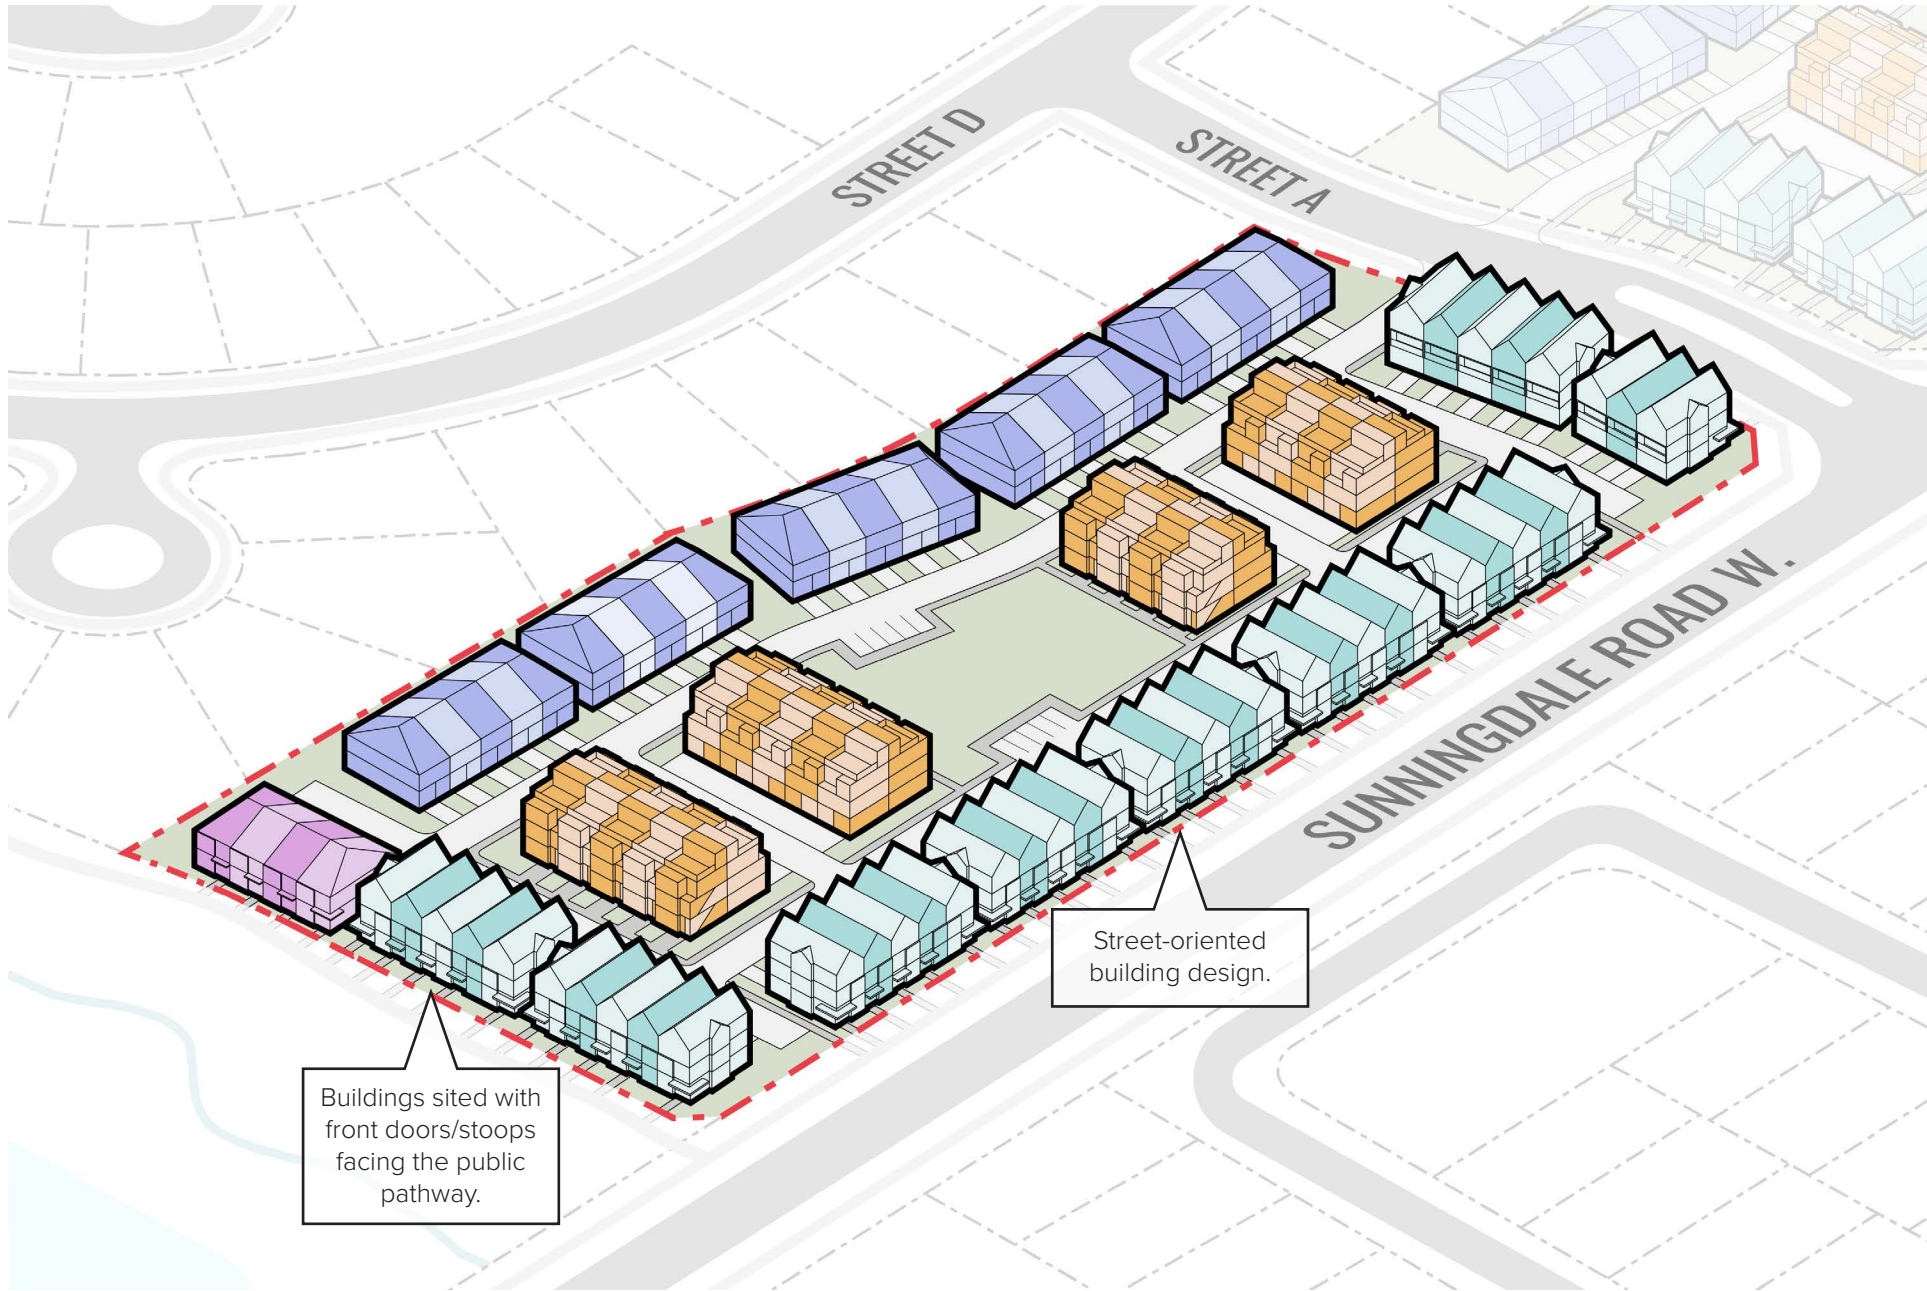 STREET D
STREET A
SUNNINGDALE ROAD W.
Street-oriented
building design.
Buildings sited with
front doors/stoops
facing the public
pathway.